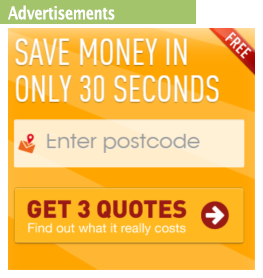 Advertisements
FREE
SAVE MONEY IN
ONLY 30 SECONDS
Enter postcode
GET 3 QUOTES
Find out what it really costs